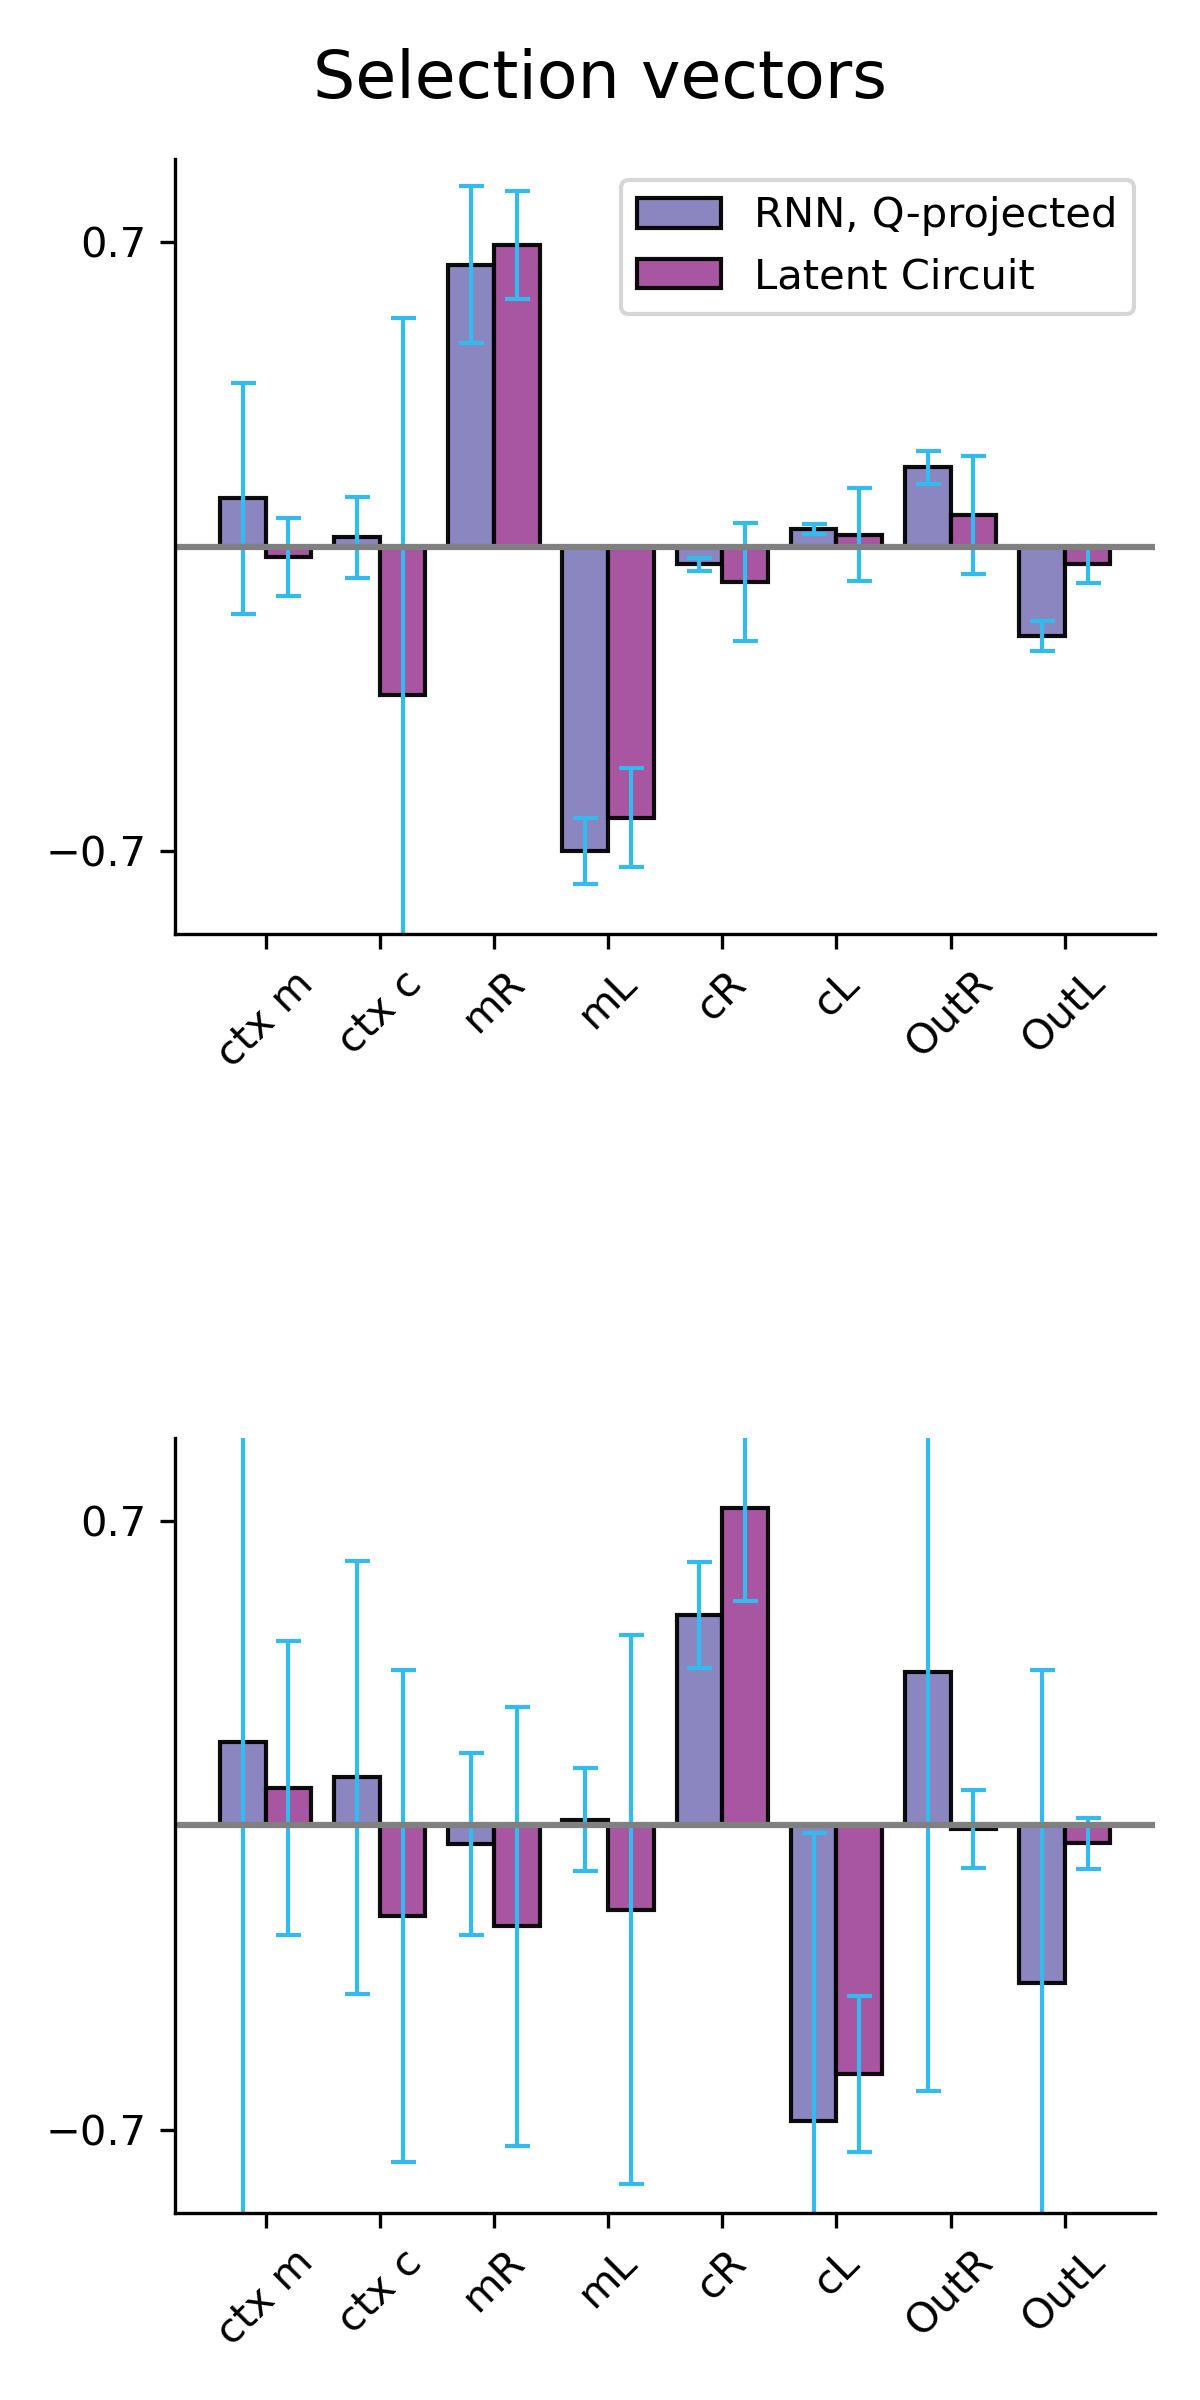 Selection vectors
RNN, Q-projected
Latent Circuit
0.7
−0.7
ctx m
ctx c
mR
mL
cR
cL
OutR
OutL
0.7
−0.7
ctx m
ctx c
mR
mL
cR
cL
OutR
OutL